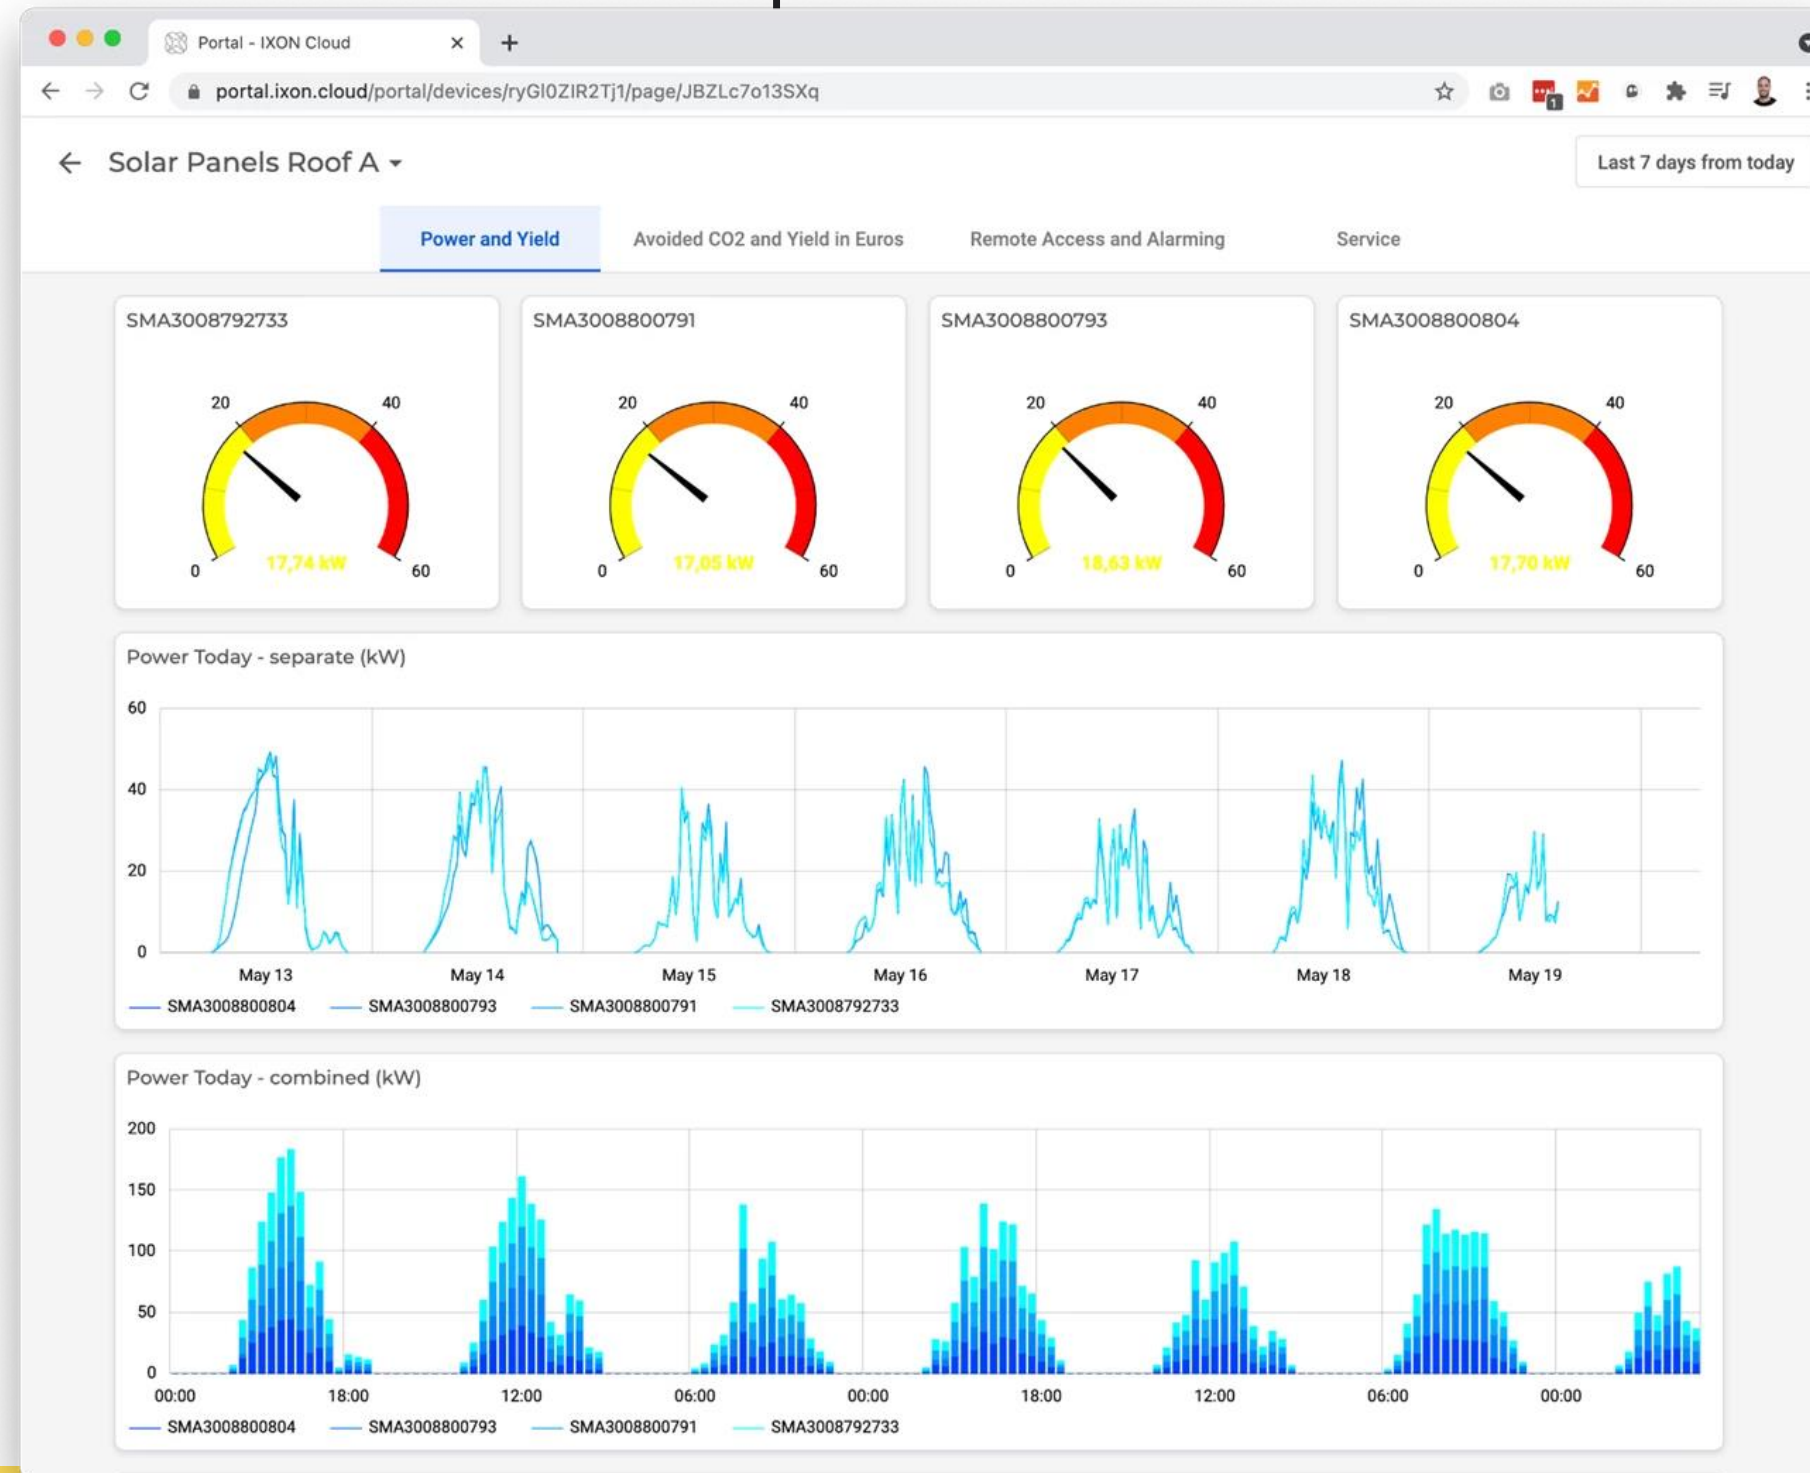 Portal - IXON Cloud
portal.ixon.cloud/portal/devices/ryGl0ZIR2Tj1/page/JBZLc7o13SXq
1
Solar Panels Roof A
Last 7 days from today
Power and Yield
Avoided CO2 and Yield in Euros
Remote Access and Alarming
Service
SMA3008792733
0
20
40
60
17,74 kW
SMA3008800791
0
20
40
60
17,05 kW
SMA3008800793
0
20
40
60
18,63 kW
SMA3008800804
0
20
40
60
17,70 kW
Power Today - separate (kW)
60
40
20
0
May 13 May 14 May 15 May 16 May 17 May 18 May 19
SMA3008800804 SMA3008800793 SMA3008800791 SMA3008792733
Power Today - combined (kW)
200
150
100
50
0
00:00 18:00 12:00 06:00 00:00 18:00 12:00 06:00 00:00
SMA3008800804 SMA3008800793 SMA3008800791 SMA3008792733